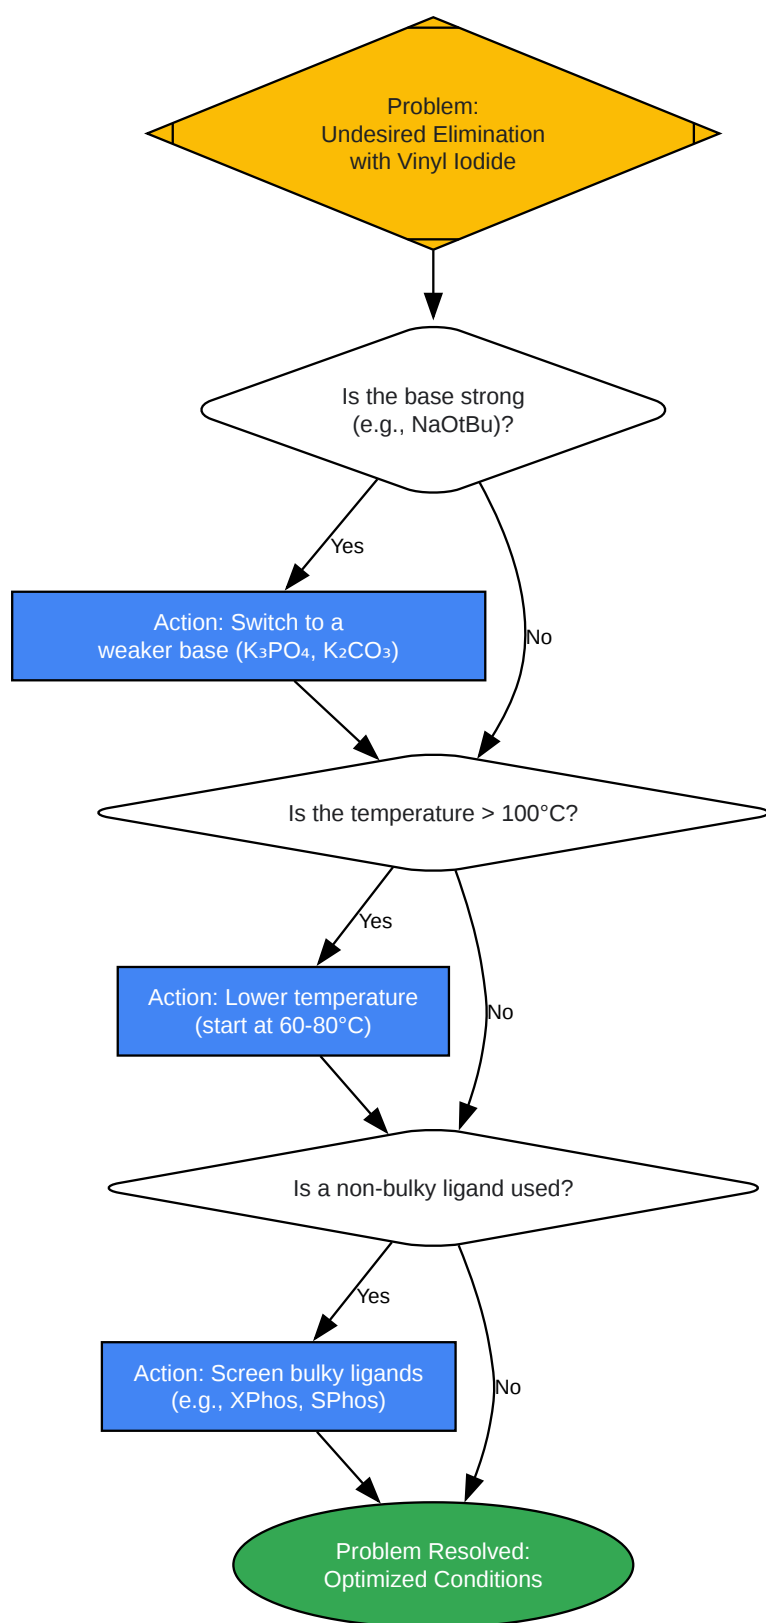 Problem:
Undesired Elimination
with Vinyl Iodide
Is the base strong
(e.g., NaOtBu)?
Yes
Action: Switch to a
weaker base (K₃PO₄, K₂CO₃)
No
Is the temperature > 100°C?
Yes
Action: Lower temperature
(start at 60-80°C)
No
Is a non-bulky ligand used?
Yes
Action: Screen bulky ligands
(e.g., XPhos, SPhos)
No
Problem Resolved:
Optimized Conditions